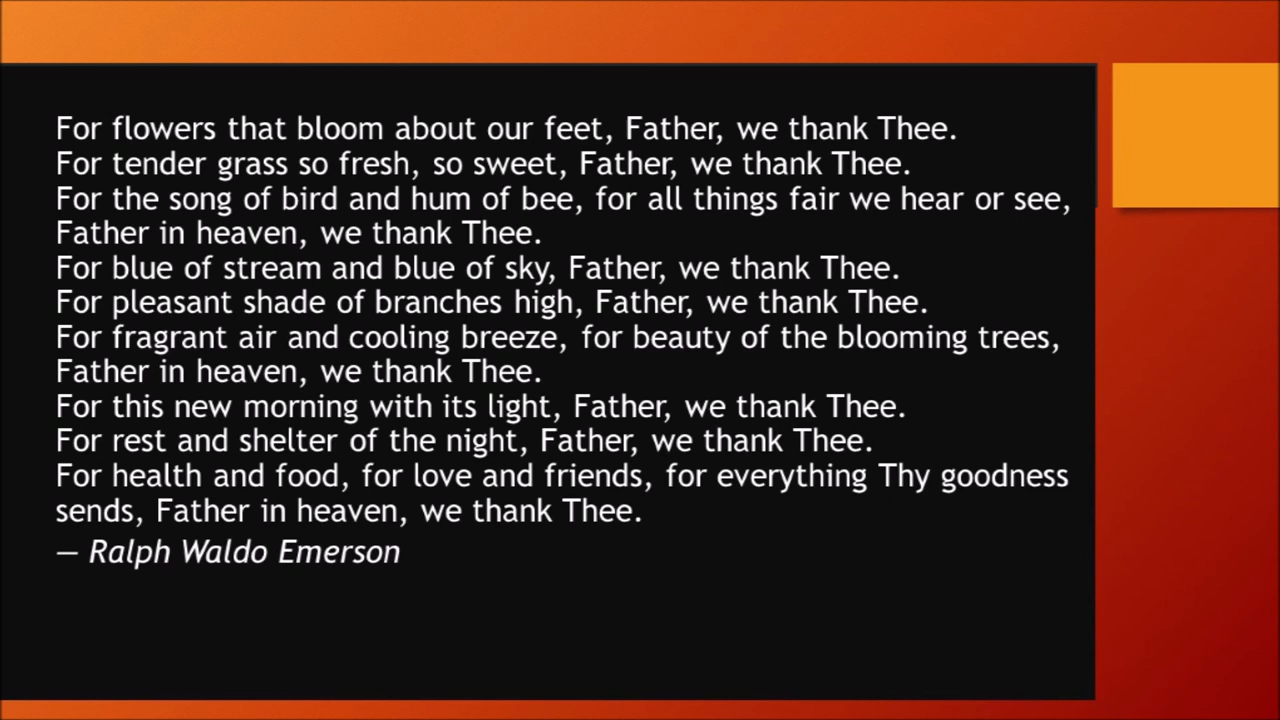 For flowers that bloom about our feet, Father, we thank Thee.
For tender grass so fresh, so sweet, Father, we thank Thee.
For the song of bird and hum of bee, for all things fair we hear or see,
Father in heaven, we thank Thee.
For blue of stream and blue of sky, Father, we thank Thee.
For pleasant shade of branches high, Father, we thank Thee.
For fragrant air and cooling breeze, for beauty of the blooming trees,
Father in heaven, we thank Thee.
For this new morning with its light, Father, we thank Thee.
For rest and shelter of the night, Father, we thank Thee.
For health and food, for love and friends, for everything Thy goodness
sends, Father in heaven, we thank Thee.
— Ralph Waldo Emerson